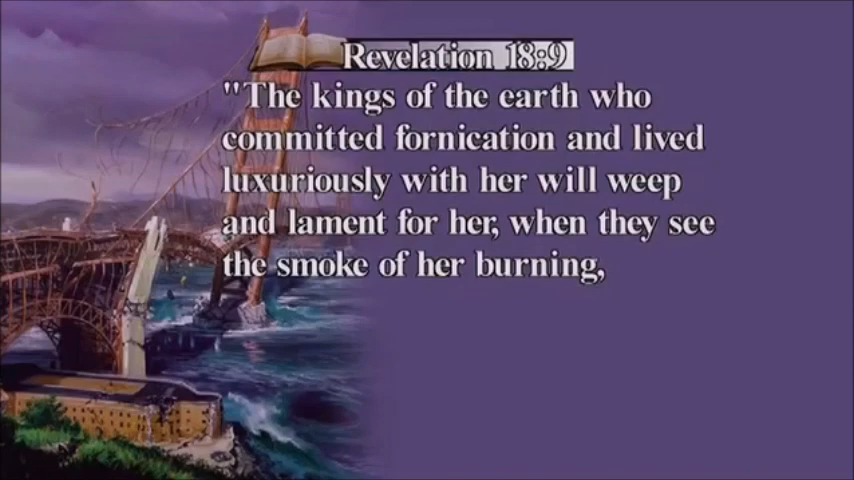 Revelation 18:9
"The kings of the earth who
committed fornication and lived
luxuriously with her will weep
and lament for her, when they see
the smoke of her burning,